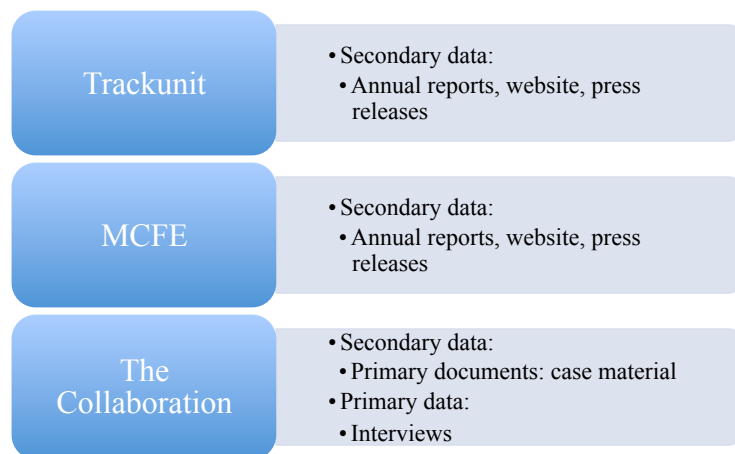 Trackunit
• Secondary data:
• Annual reports, website, press
releases
MCFE
• Secondary data:
• Annual reports, website, press
releases
The
Collaboration
• Secondary data:
• Primary documents: case material
• Primary data:
• Interviews